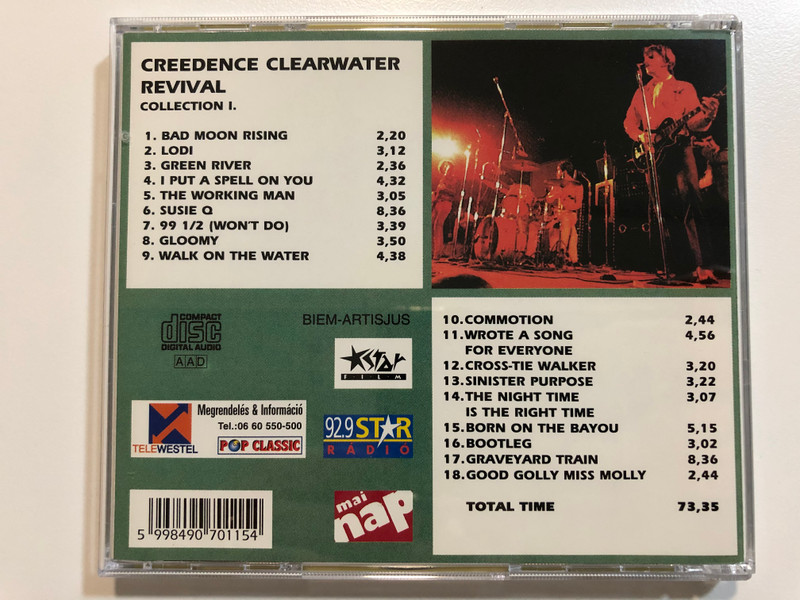 CREEDENCE CLEARWATER
REVIVAL
COLLECTION I.
1. BAD MOON RISING 2,20
2. LODI 3,12
3. GREEN RIVER 2,36
4. I PUT A SPELL ON YOU 4,32
5. THE WORKING MAN 3,05
6. SUSIE Q 8,36
7. 99 1/2 (WON'T DO) 3,39
8. GLOOMY 3,50
9. WALK ON THE WATER 4,38
COMPACT
disc
DIGITAL AUDIO
AAD
BIEM-ARTISJUS
Star
FILM
TELEWESTEL
Megrendelés & Információ
Tel.:06 60 550-500
POP CLASSIC
92.9 STAR
RÁDIÓ
mai
nap
5 998490 701154
10. COMMOTION 2,44
11. WROTE A SONG 4,56
FOR EVERYONE
12. CROSS-TIE WALKER 3,20
13. SINISTER PURPOSE 3,22
14. THE NIGHT TIME 3,07
IS THE RIGHT TIME
15. BORN ON THE BAYOU 5,15
16. BOOTLEG 3,02
17. GRAVEYARD TRAIN 8,36
18. GOOD GOLLY MISS MOLLY 2,44
TOTAL TIME 73,35